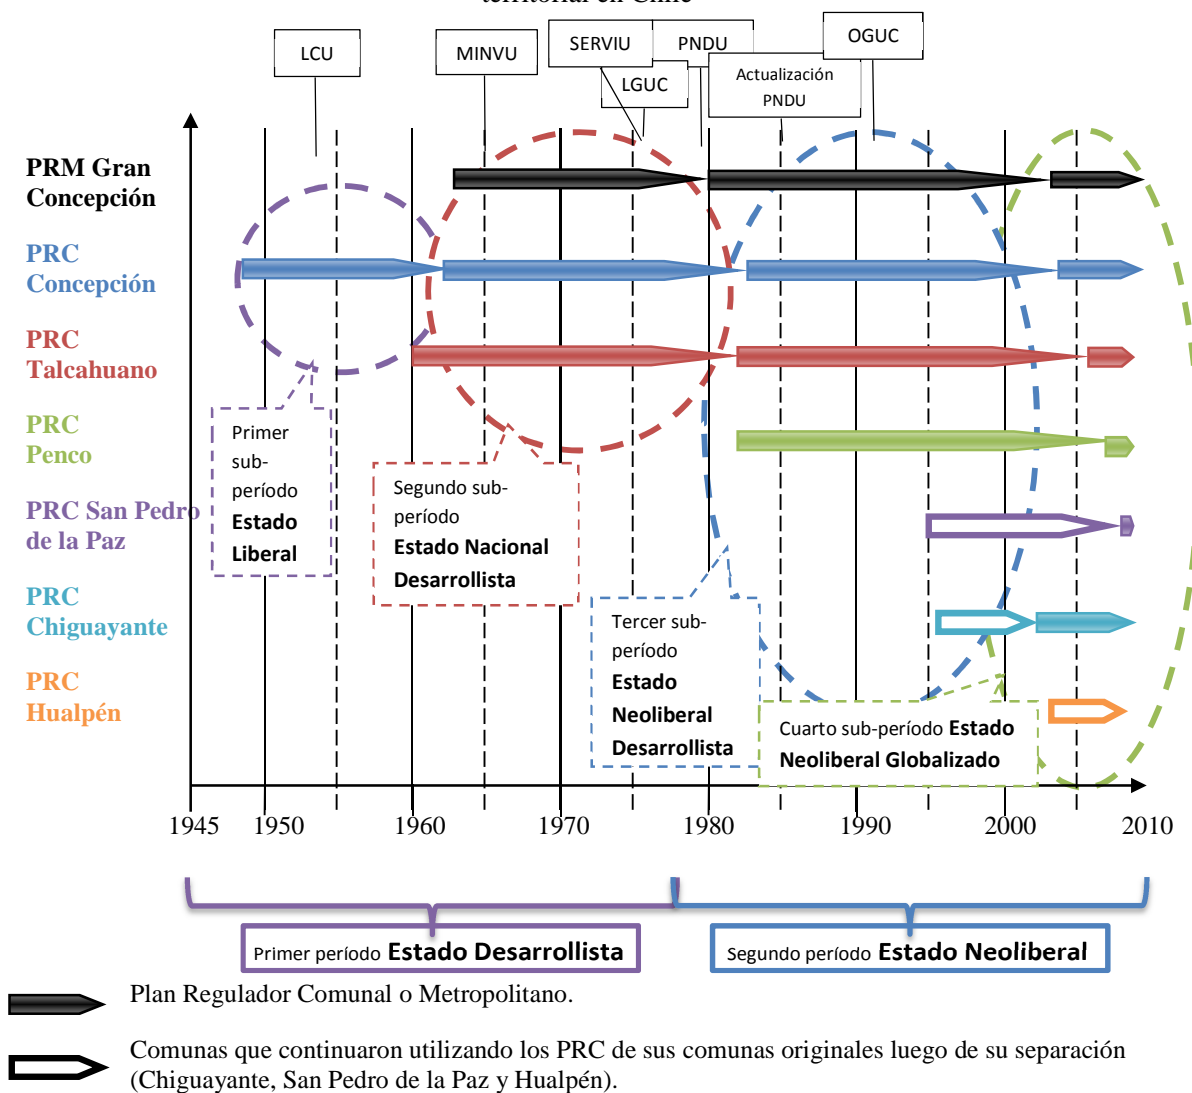 territorial en Chile
LCU
MINVU
SERVIU
PNDU
OGUC
LGUC
Actualización
PNDU
PRM Gran
Concepción
PRC
Concepción
PRC
Talcahuano
PRC
Penco
PRC San Pedro
de la Paz
PRC
Chiguayante
PRC
Hualpén
Primer
sub-
período
Estado
Liberal
Segundo sub-
período
Estado Nacional
Desarrollista
Tercer sub-
período
Estado
Neoliberal
Desarrollista
Cuarto sub-período Estado
Neoliberal Globalizado
1945 1950 1960 1970 1980 1990 2000 2010
Primer período Estado Desarrollista
Segundo período Estado Neoliberal
Plan Regulador Comunal o Metropolitano.
Comunas que continuaron utilizando los PRC de sus comunas originales luego de su separación
(Chiguayante, San Pedro de la Paz y Hualpén).